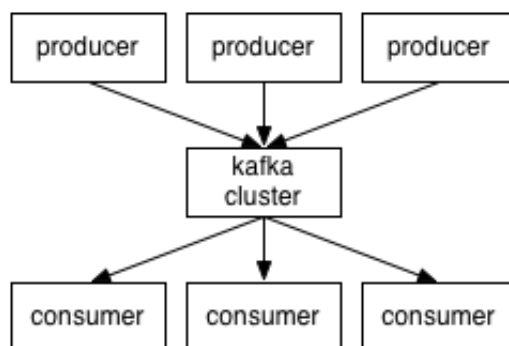 producer
producer
producer
kafka
cluster
consumer
consumer
consumer